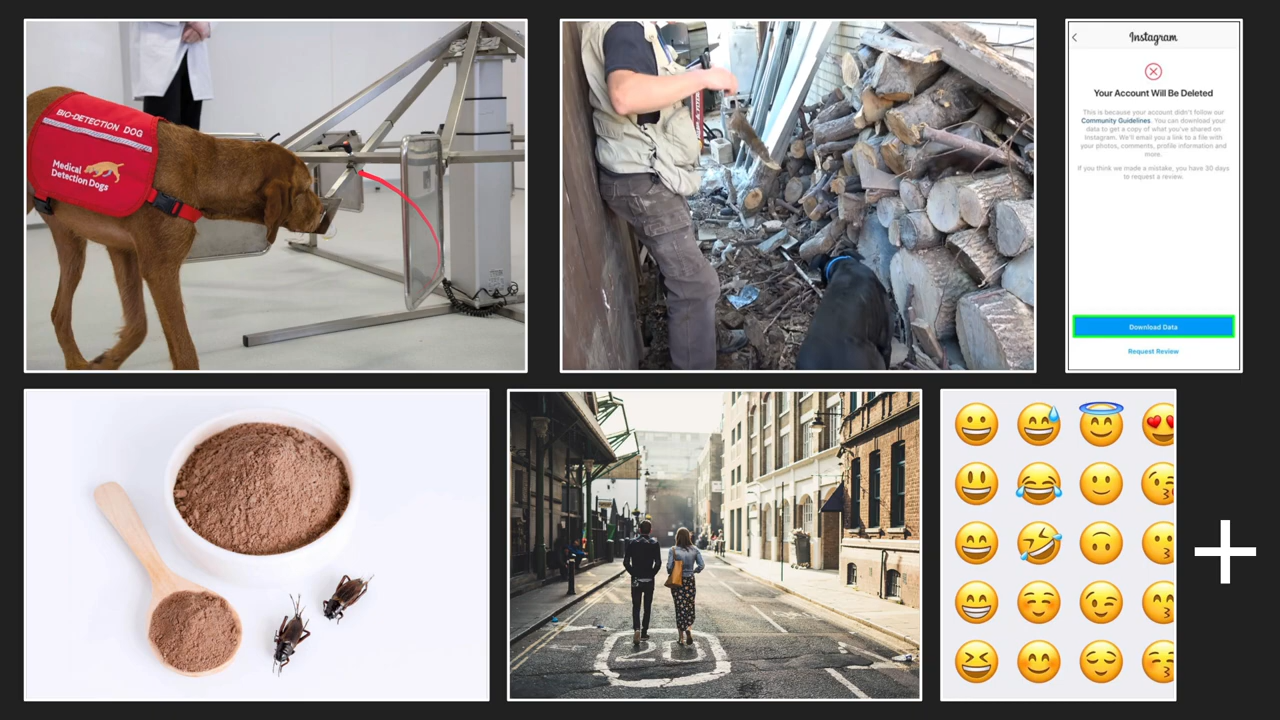 BIO-DETECTION DOG
Medical
Detection Dogs
Instagram
Your Account Will Be Deleted
This is because your account didn't follow our
Community Guidelines. You can download your
data to get a copy of what you've shared on
Instagram. We'll email you a link to a file with
your photos, comments, profile information and
more.
If you think we made a mistake, you have 30 days
to request a review.
Download Data
Request Review
20